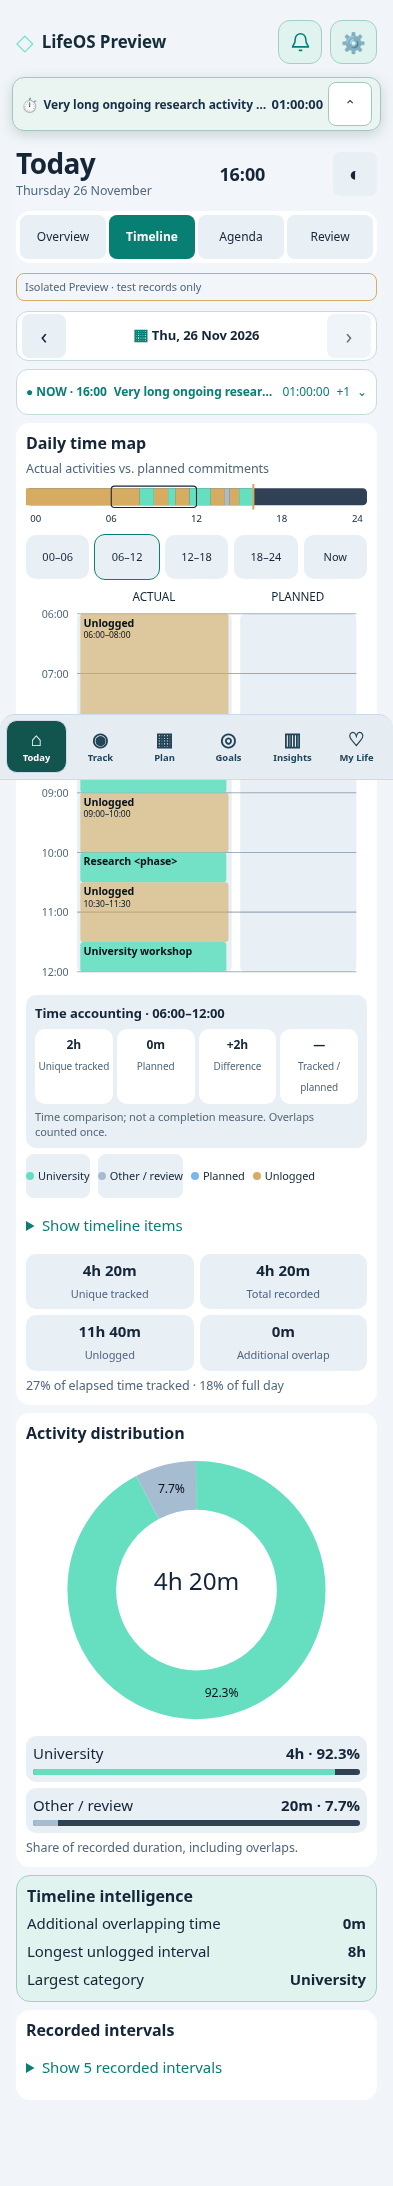 LifeOS Preview
Very long ongoing research activity ... 01:00:00
Today
Thursday 26 November
16:00
Overview
Timeline
Agenda
Review
Isolated Preview · test records only
Thu, 26 Nov 2026
● NOW · 16:00 Very long ongoing resear... 01:00:00 +1
Daily time map
Actual activities vs. planned commitments
00 06 12 18 24
00–06
06–12
12–18
18–24
Now
ACTUAL PLANNED
06:00
Unlogged
06:00–08:00
07:00
Today
Track
Plan
Goals
Insights
My Life
09:00
Unlogged
09:00–10:00
10:00
Research <phase>
Unlogged
10:30–11:30
11:00
University workshop
12:00
Time accounting · 06:00–12:00
2h
Unique tracked
0m
Planned
+2h
Difference
—
Tracked /
planned
Time comparison; not a completion measure. Overlaps
counted once.
University
Other / review
Planned
Unlogged
Show timeline items
4h 20m
Unique tracked
4h 20m
Total recorded
11h 40m
Unlogged
0m
Additional overlap
27% of elapsed time tracked · 18% of full day
Activity distribution
7.7%
4h 20m
92.3%
University 4h · 92.3%
Other / review 20m · 7.7%
Share of recorded duration, including overlaps.
Timeline intelligence
Additional overlapping time 0m
Longest unlogged interval 8h
Largest category University
Recorded intervals
Show 5 recorded intervals